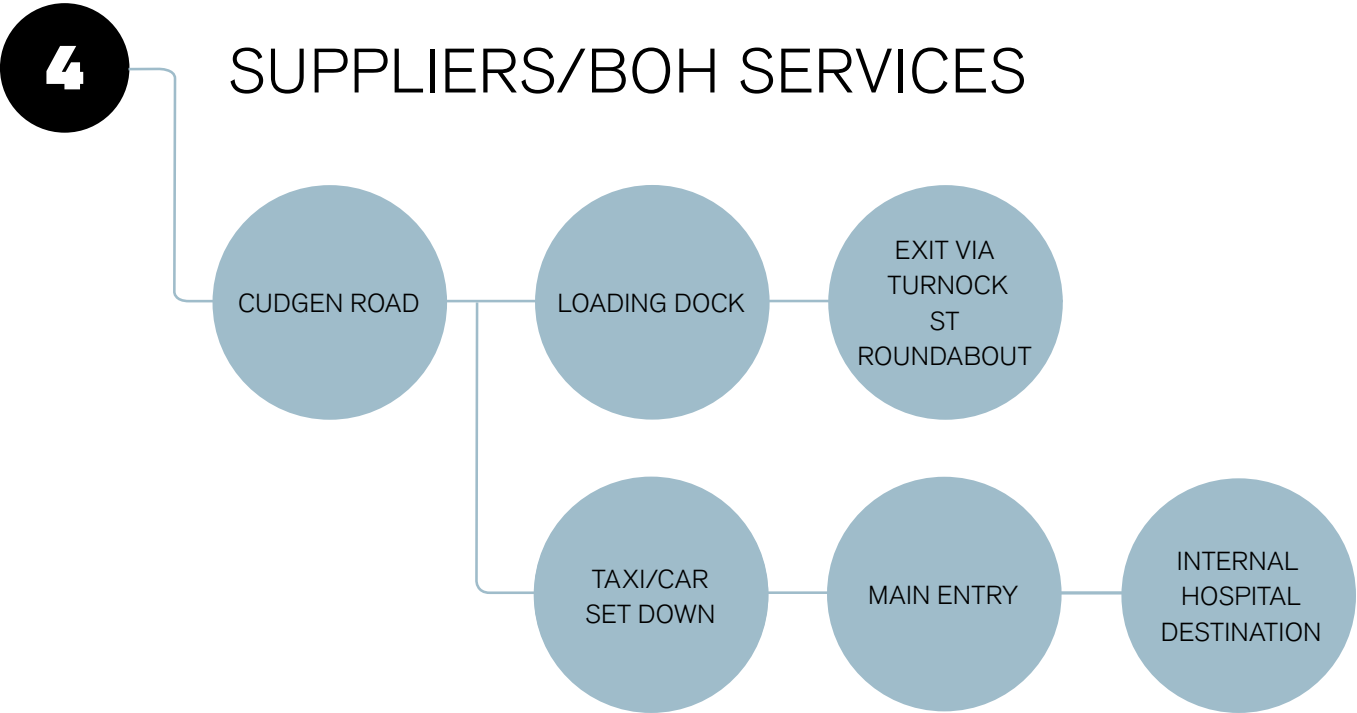 4
SUPPLIERS/BOH SERVICES
CUDGEN ROAD
LOADING DOCK
EXIT VIA
TURNOCK
ST
ROUNDABOUT
TAXI/CAR
SET DOWN
MAIN ENTRY
INTERNAL
HOSPITAL
DESTINATION